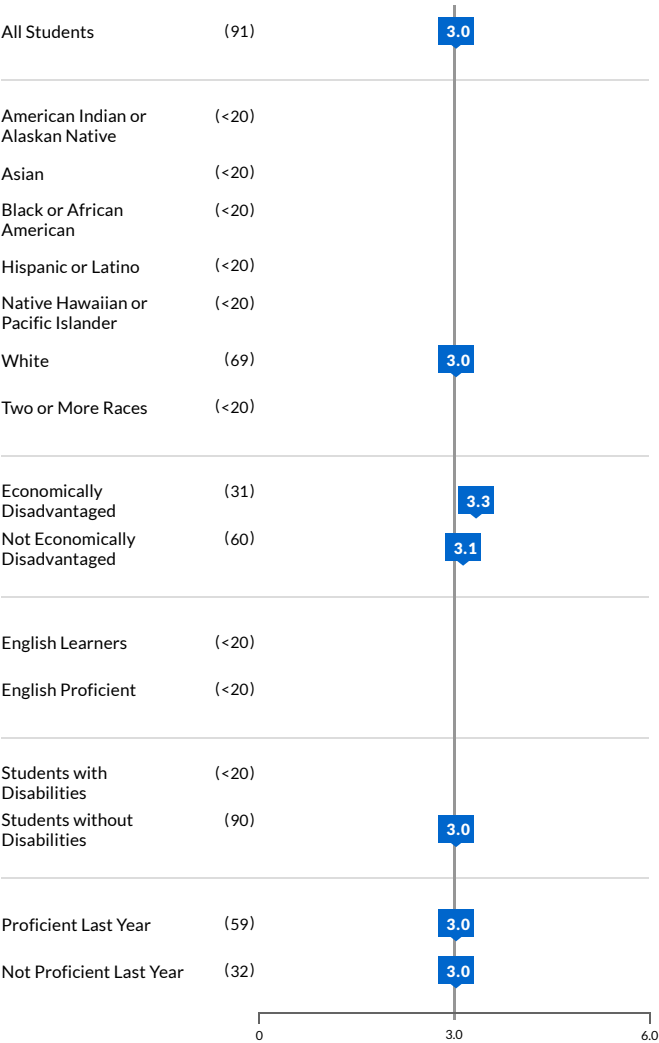 All Students (91) 3.0
American Indian or (<20)
Alaskan Native
Asian (<20)
Black or African (<20)
American
Hispanic or Latino (<20)
Native Hawaiian or (<20)
Pacific Islander
White (69) 3.0
Two or More Races (<20)
Economically (31) 3.3
Disadvantaged
Not Economically (60) 3.1
Disadvantaged
English Learners (<20)
English Proficient (<20)
Students with (<20)
Disabilities
Students without (90) 3.0
Disabilities
Proficient Last Year (59) 3.0
Not Proficient Last Year (32) 3.0
0 3.0 6.0